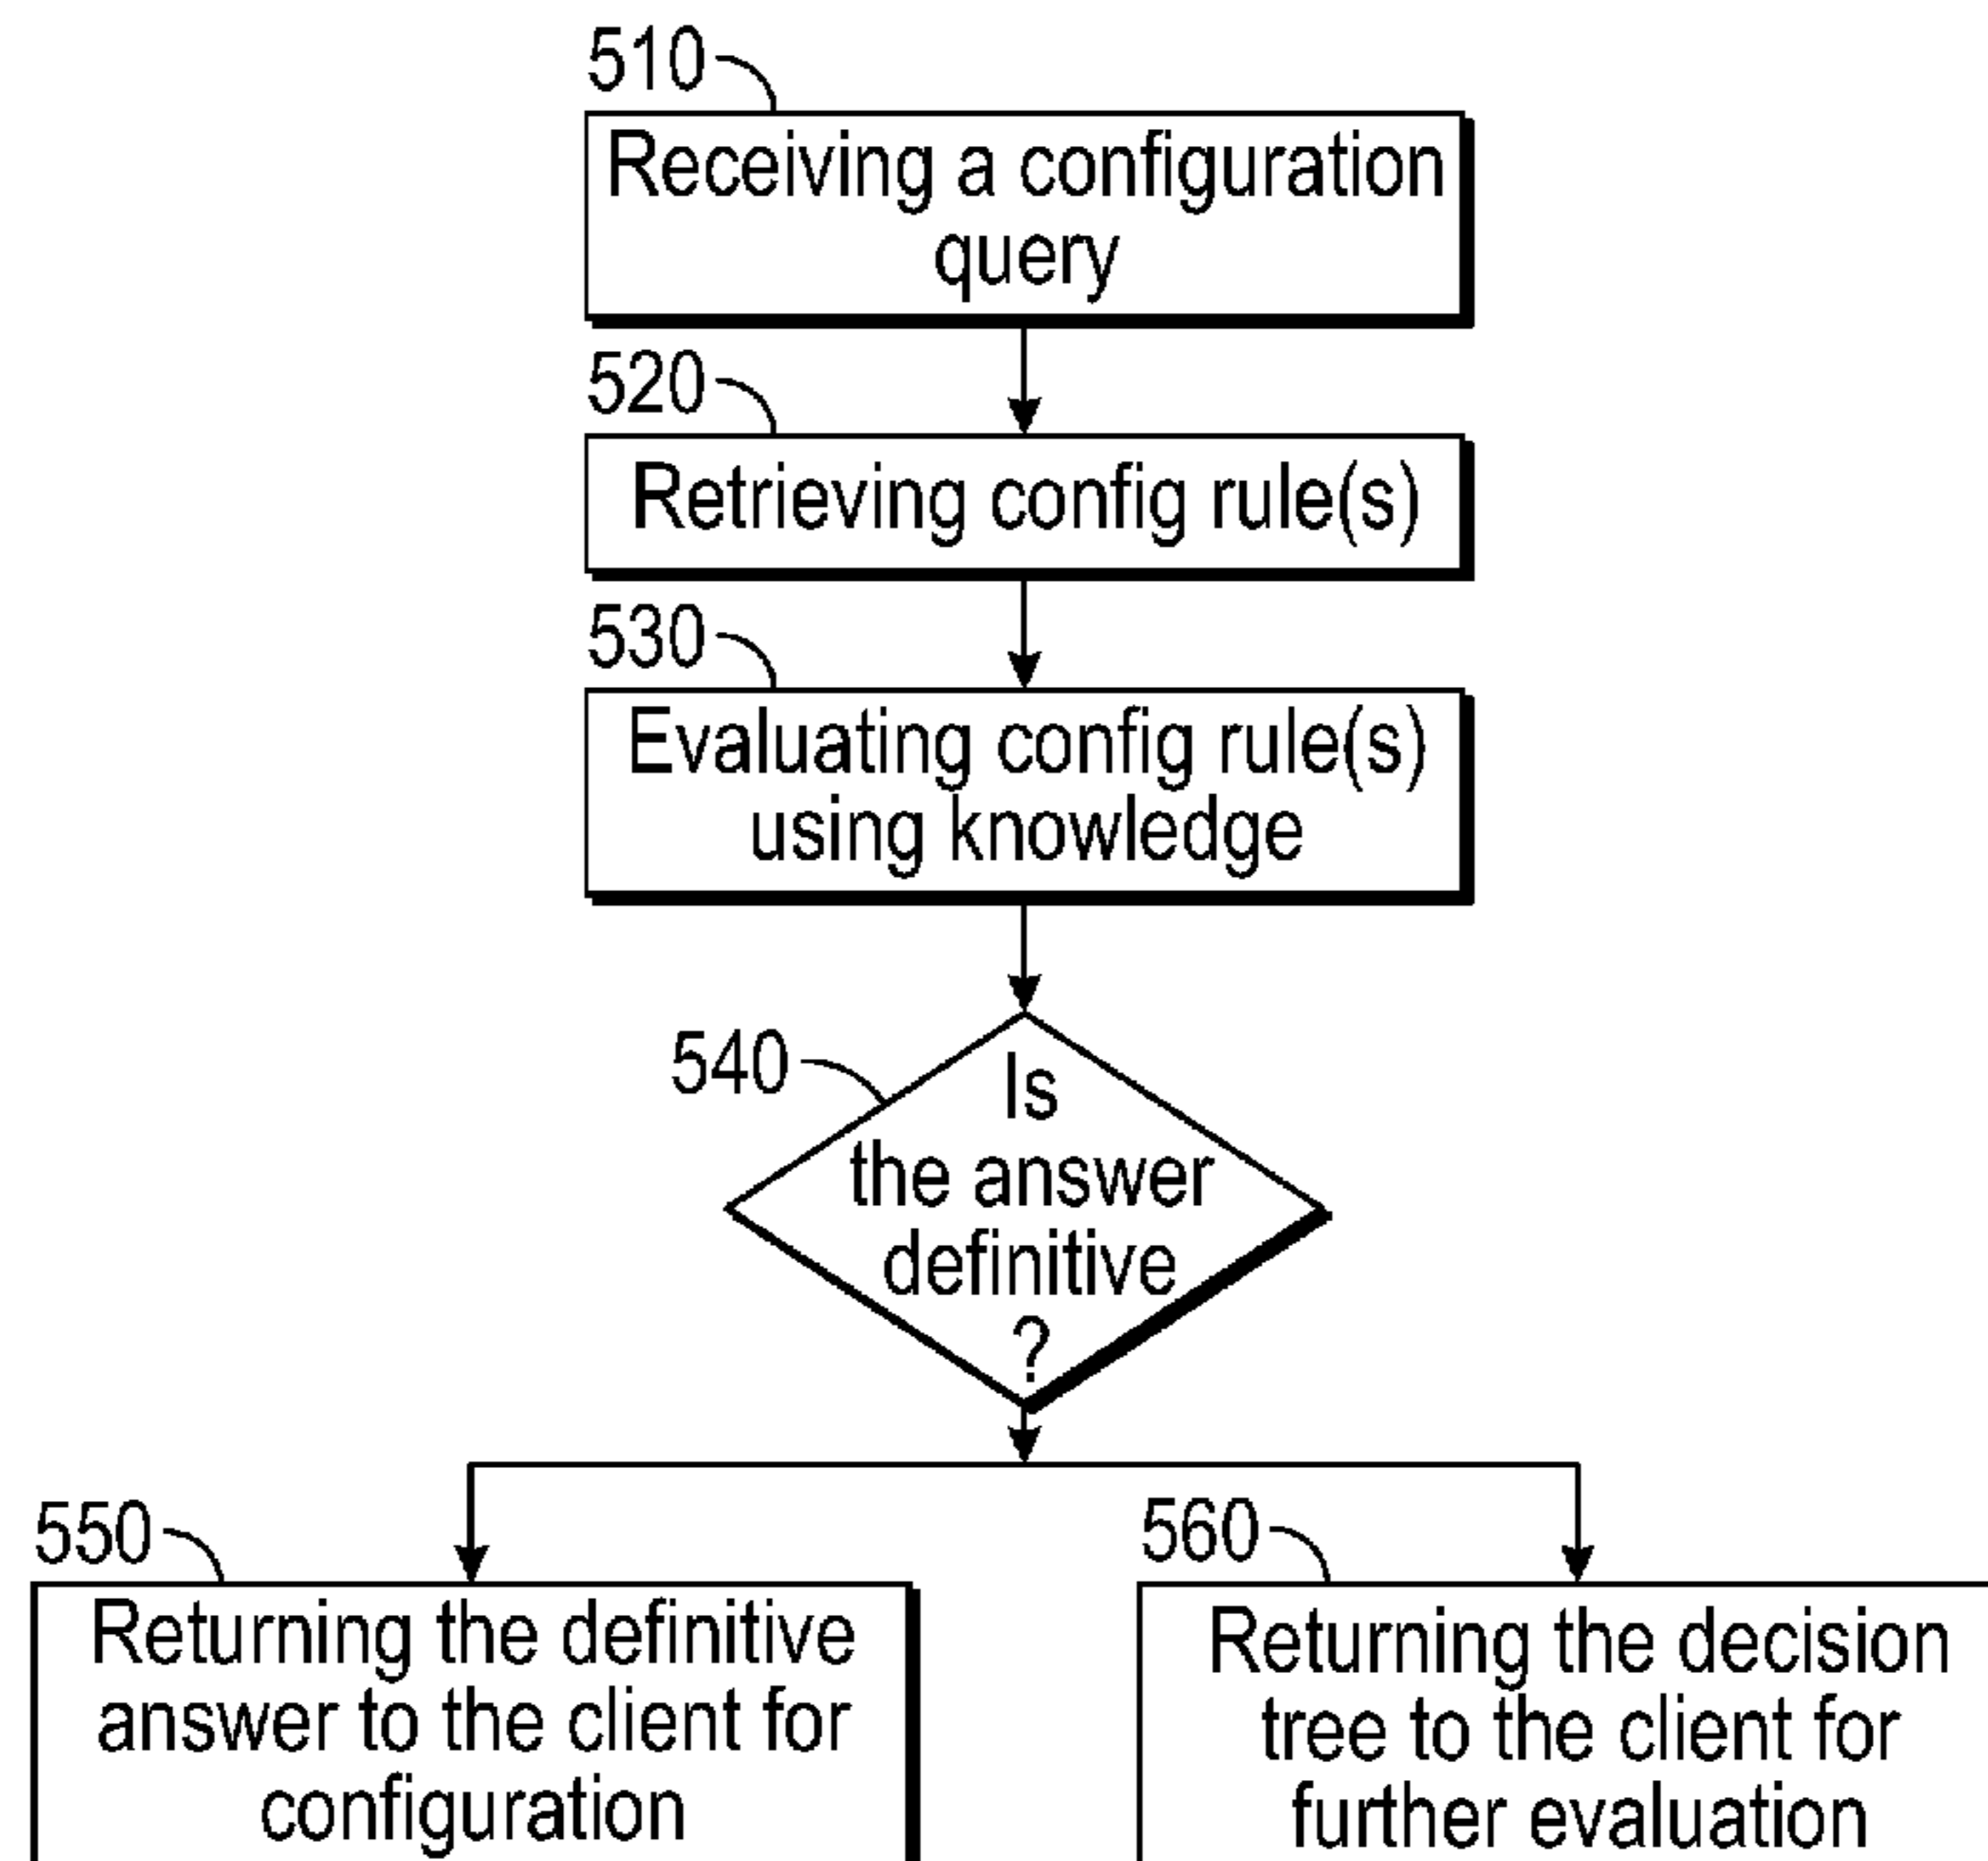 510
Receiving a configuration
query
520
Retrieving config rule(s)
530
Evaluating config rule(s)
using knowledge
540
Is
the answer
definitive
?
550
Returning the definitive
answer to the client for
configuration
560
Returning the decision
tree to the client for
further evaluation